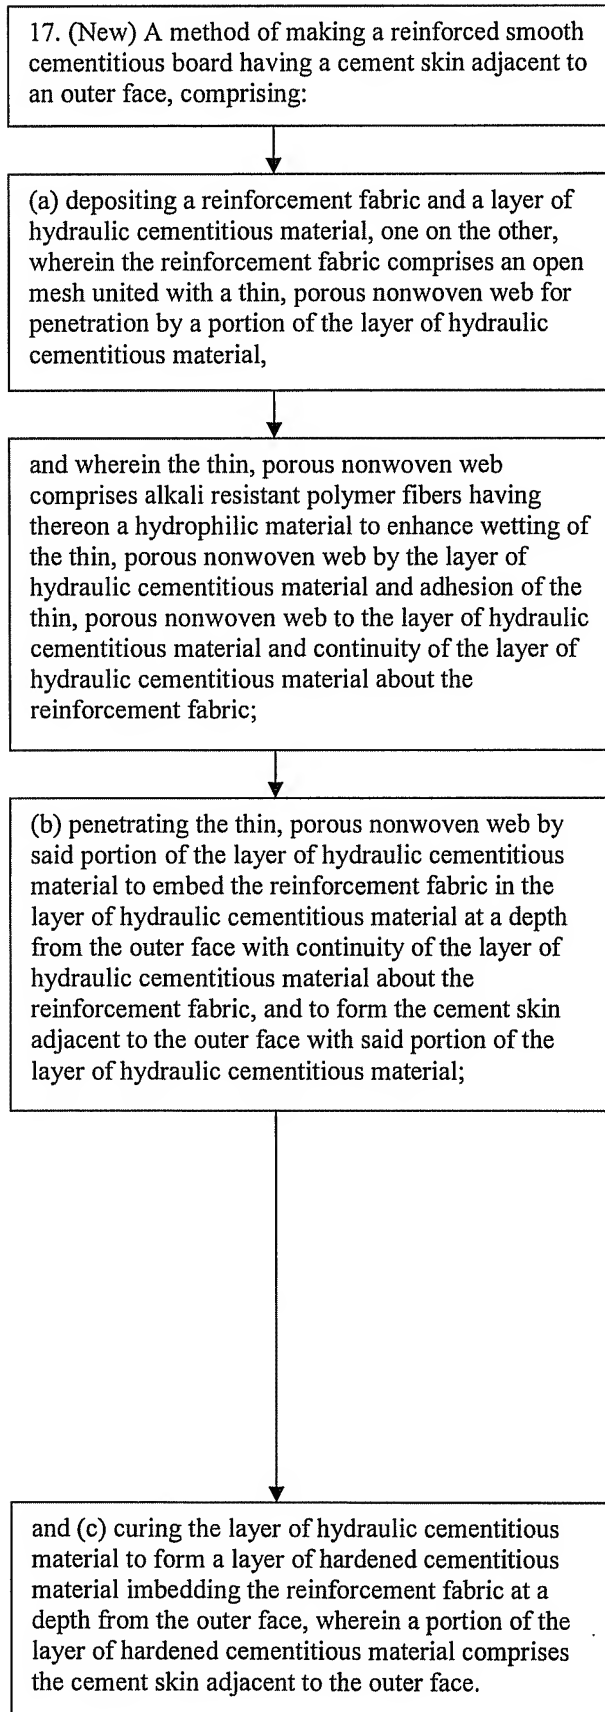 17. (New) A method of making a reinforced smooth
cementitious board having a cement skin adjacent to
an outer face, comprising:
(a) depositing a reinforcement fabric and a layer of
hydraulic cementitious material, one on the other,
wherein the reinforcement fabric comprises an open
mesh united with a thin, porous nonwoven web for
penetration by a portion of the layer of hydraulic
cementitious material,
and wherein the thin, porous nonwoven web
comprises alkali resistant polymer fibers having
thereon a hydrophilic material to enhance wetting of
the thin, porous nonwoven web by the layer of
hydraulic cementitious material and adhesion of the
thin, porous nonwoven web to the layer of hydraulic
cementitious material and continuity of the layer of
hydraulic cementitious material about the
reinforcement fabric;
(b) penetrating the thin, porous nonwoven web by
said portion of the layer of hydraulic cementitious
material to embed the reinforcement fabric in the
layer of hydraulic cementitious material at a depth
from the outer face with continuity of the layer of
hydraulic cementitious material about the
reinforcement fabric, and to form the cement skin
adjacent to the outer face with said portion of the
layer of hydraulic cementitious material;
and (c) curing the layer of hydraulic cementitious
material to form a layer of hardened cementitious
material imbedding the reinforcement fabric at a
depth from the outer face, wherein a portion of the
layer of hardened cementitious material comprises
the cement skin adjacent to the outer face.